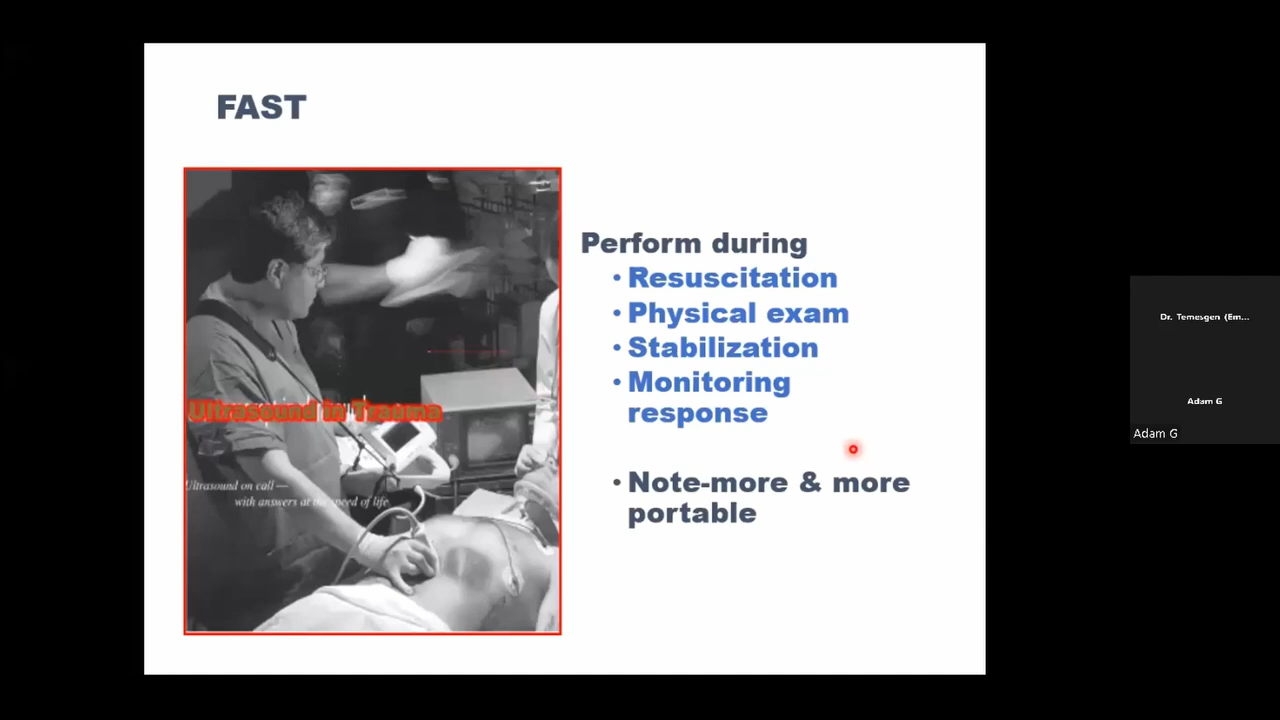 FAST
Perform during
• Resuscitation
• Physical exam
• Stabilization
• Monitoring
response
• Note-more & more
portable
Ultrasound in Trauma
Ultrasound on call—
with answers at the speed of life
Dr. Temesgen (Em...
Adam G
Adam G